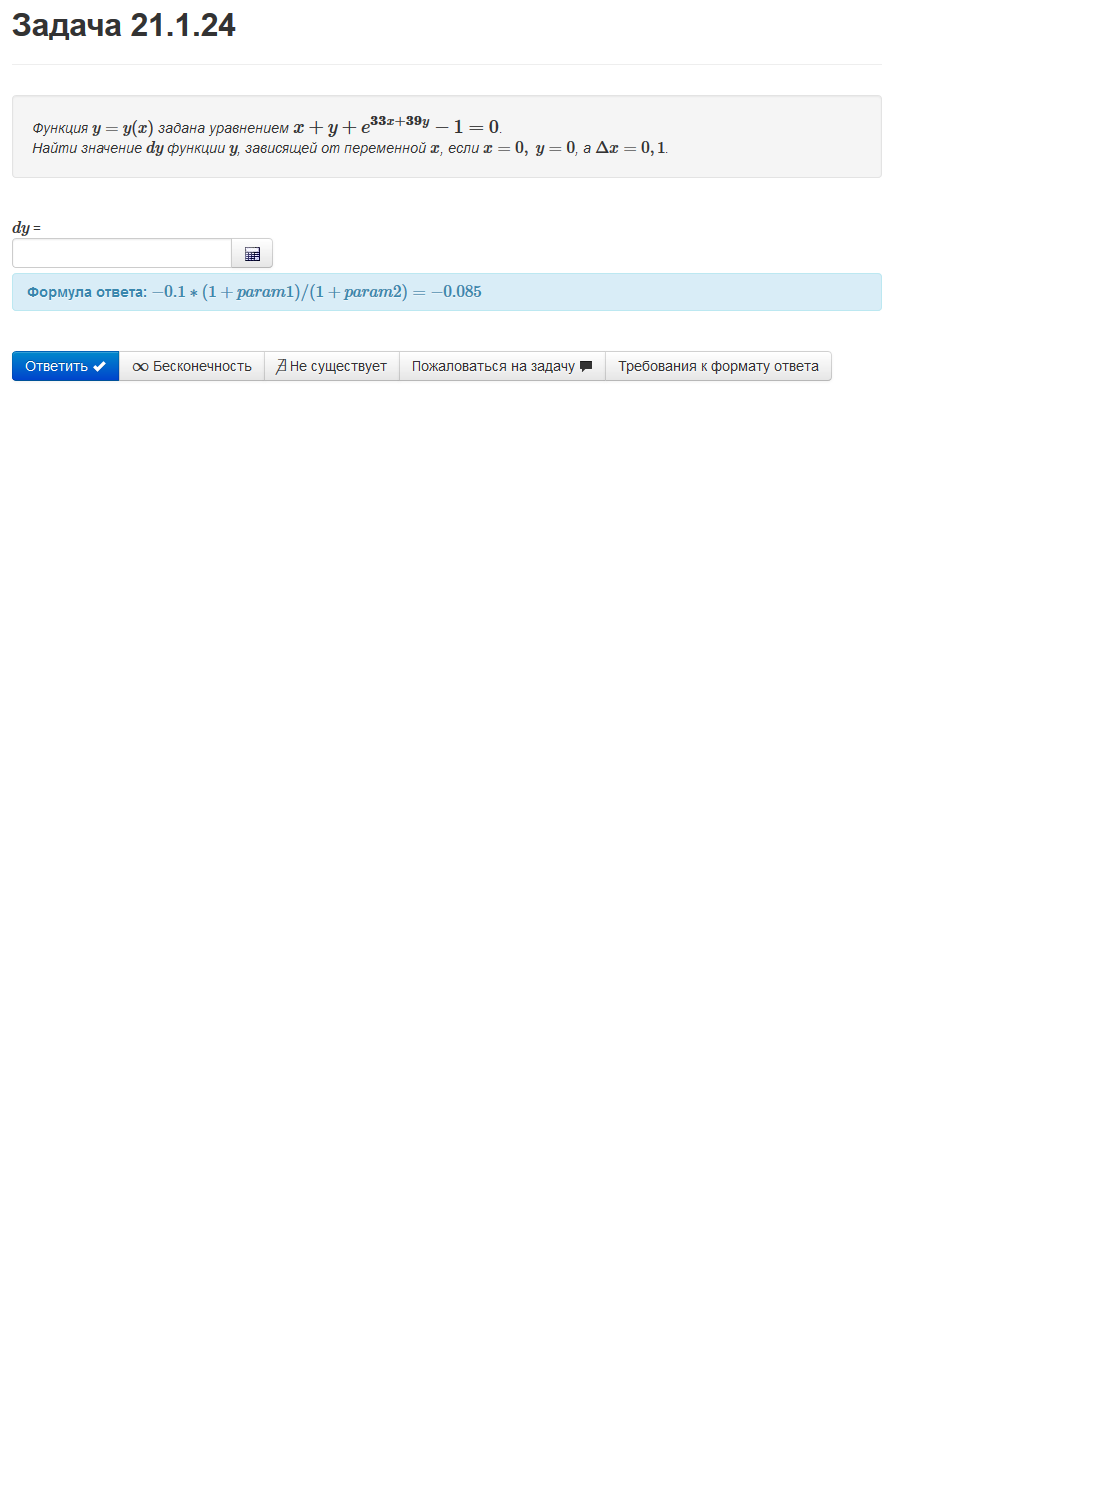 Задача 21.1.24
Функция y = y(x) задана уравнением x + y + e^{33x+39y} − 1 = 0.
Найти значение dy функции y, зависящей от переменной x, если x = 0, y = 0, а Δx = 0,1.
dy =
Формула ответа: −0.1 ∗ (1 + param1)/(1 + param2) = −0.085
Ответить
∞ Бесконечность
∄ Не существует
Пожаловаться на задачу
Требования к формату ответа